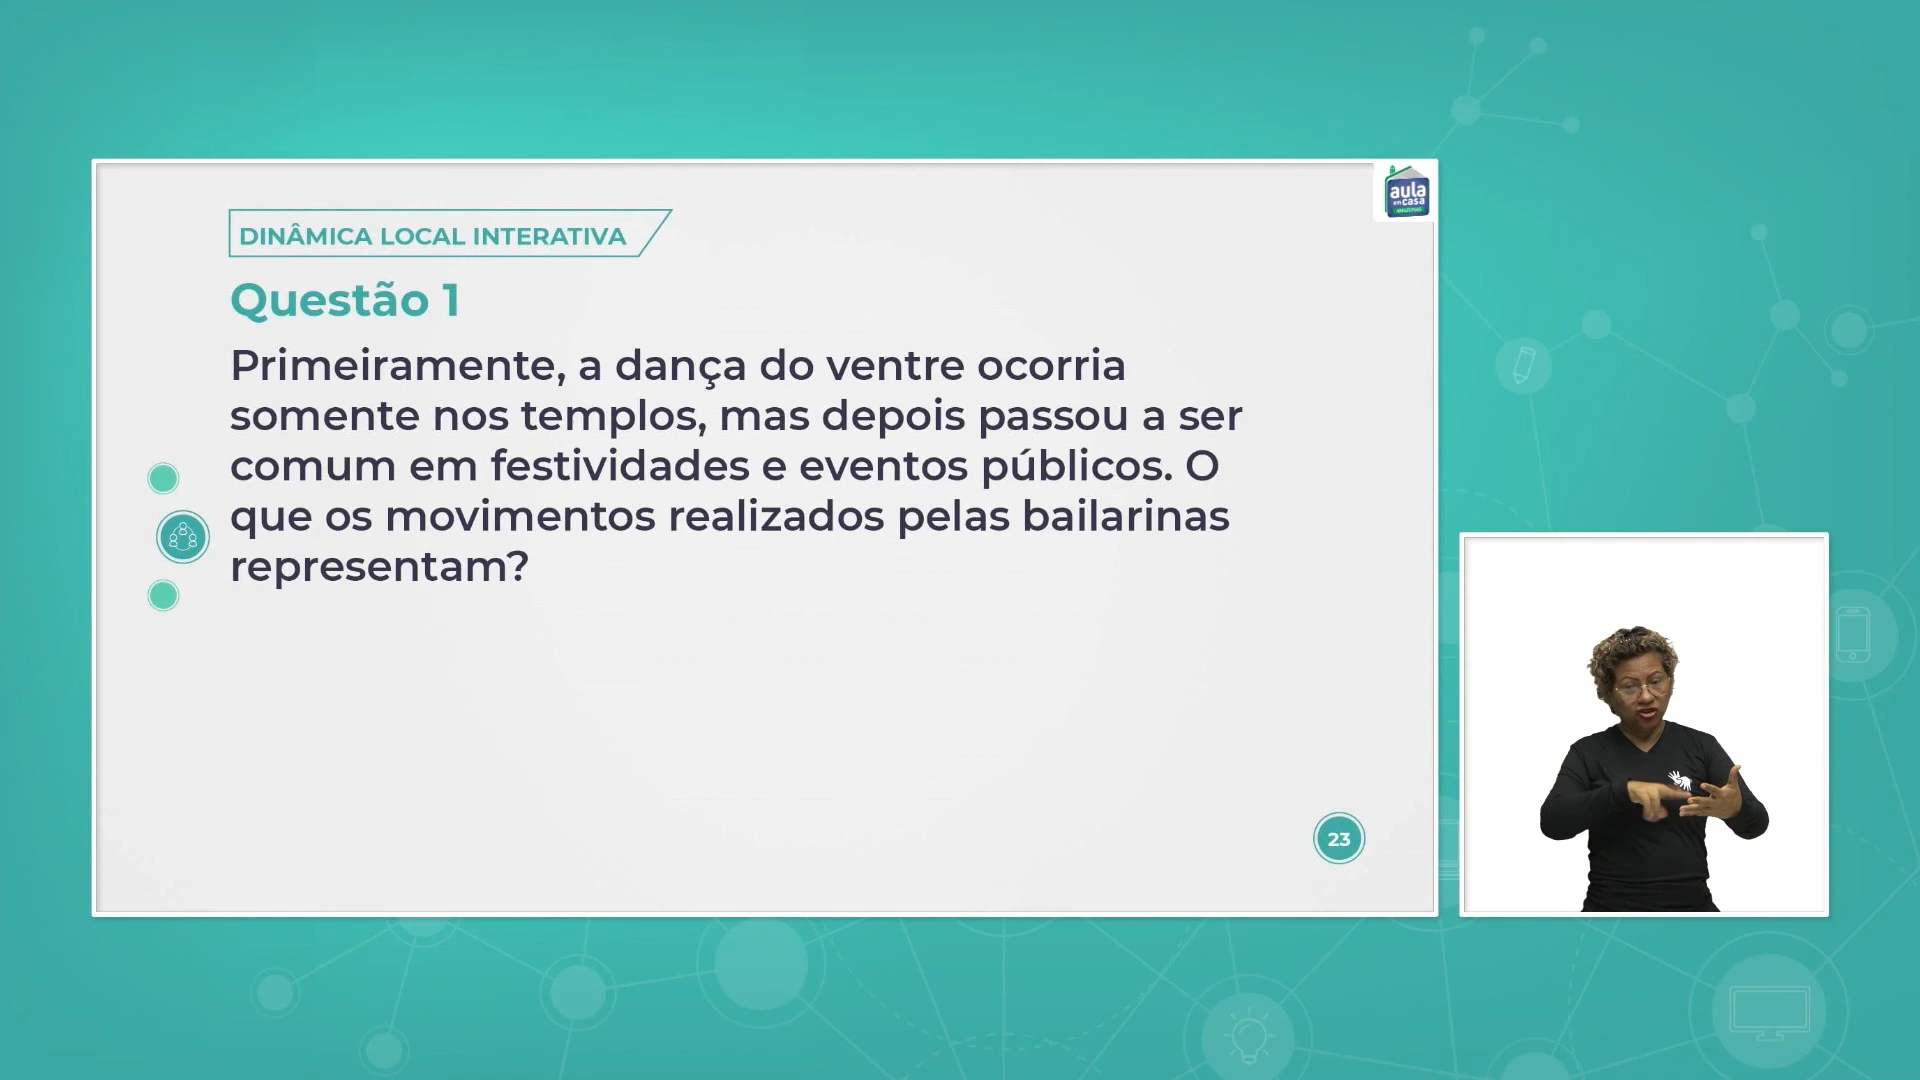 aula
em casa
DINÂMICA LOCAL INTERATIVA
Questão 1
Primeiramente, a dança do ventre ocorria
somente nos templos, mas depois passou a ser
comum em festividades e eventos públicos. O
que os movimentos realizados pelas bailarinas
representam?
23